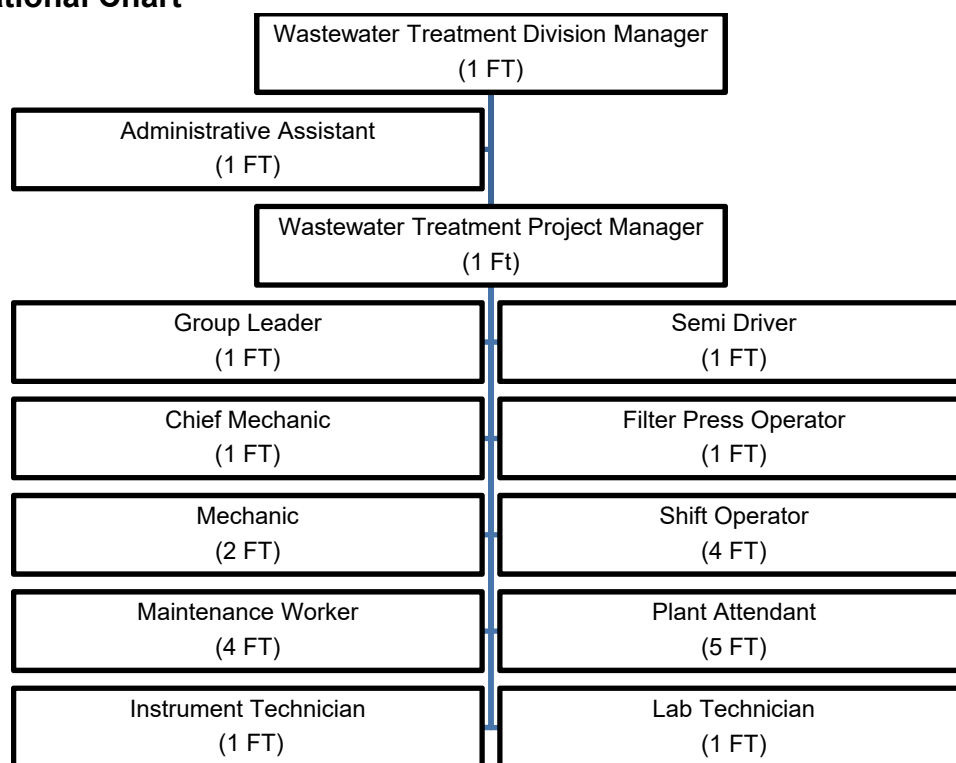 ational Chart
Wastewater Treatment Division Manager
(1 FT)
Administrative Assistant
(1 FT)
Wastewater Treatment Project Manager
(1 Ft)
Group Leader
(1 FT)
Semi Driver
(1 FT)
Chief Mechanic
(1 FT)
Filter Press Operator
(1 FT)
Mechanic
(2 FT)
Shift Operator
(4 FT)
Maintenance Worker
(4 FT)
Plant Attendant
(5 FT)
Instrument Technician
(1 FT)
Lab Technician
(1 FT)